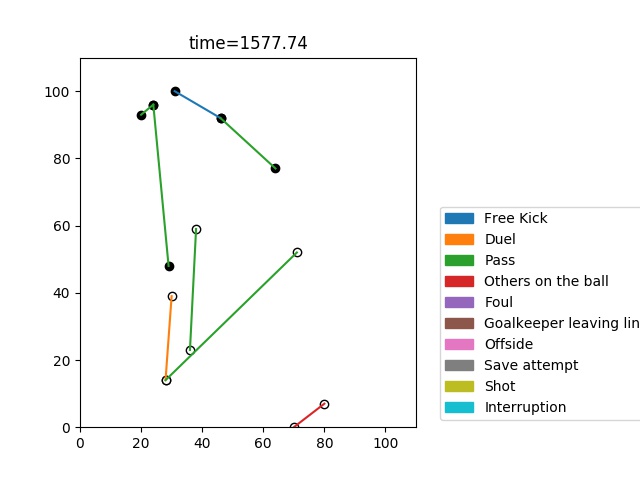 time=1577.74
100
80
60
40
20
0
0 20 40 60 80 100
Free Kick
Duel
Pass
Others on the ball
Foul
Goalkeeper leaving lin
Offside
Save attempt
Shot
Interruption